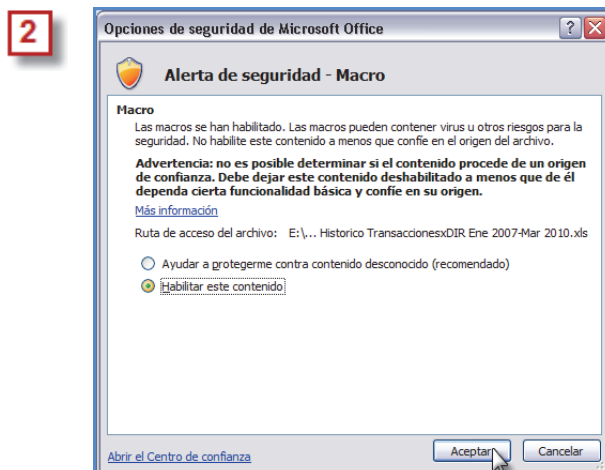 2
Opciones de seguridad de Microsoft Office
Alerta de seguridad - Macro
Macro
Las macros se han habilitado. Las macros pueden contener virus u otros riesgos para la
seguridad. No habilite este contenido a menos que confíe en el origen del archivo.
Advertencia: no es posible determinar si el contenido procede de un origen
de confianza. Debe dejar este contenido deshabilitado a menos que de él
dependa cierta funcionalidad básica y confíe en su origen.
Más información
Ruta de acceso del archivo: E:\... Historico TransaccionesxDIR Ene 2007-Mar 2010.xls
Ayudar a protegerme contra contenido desconocido (recomendado)
Habilitar este contenido
Abrir el Centro de confianza
Aceptar
Cancelar